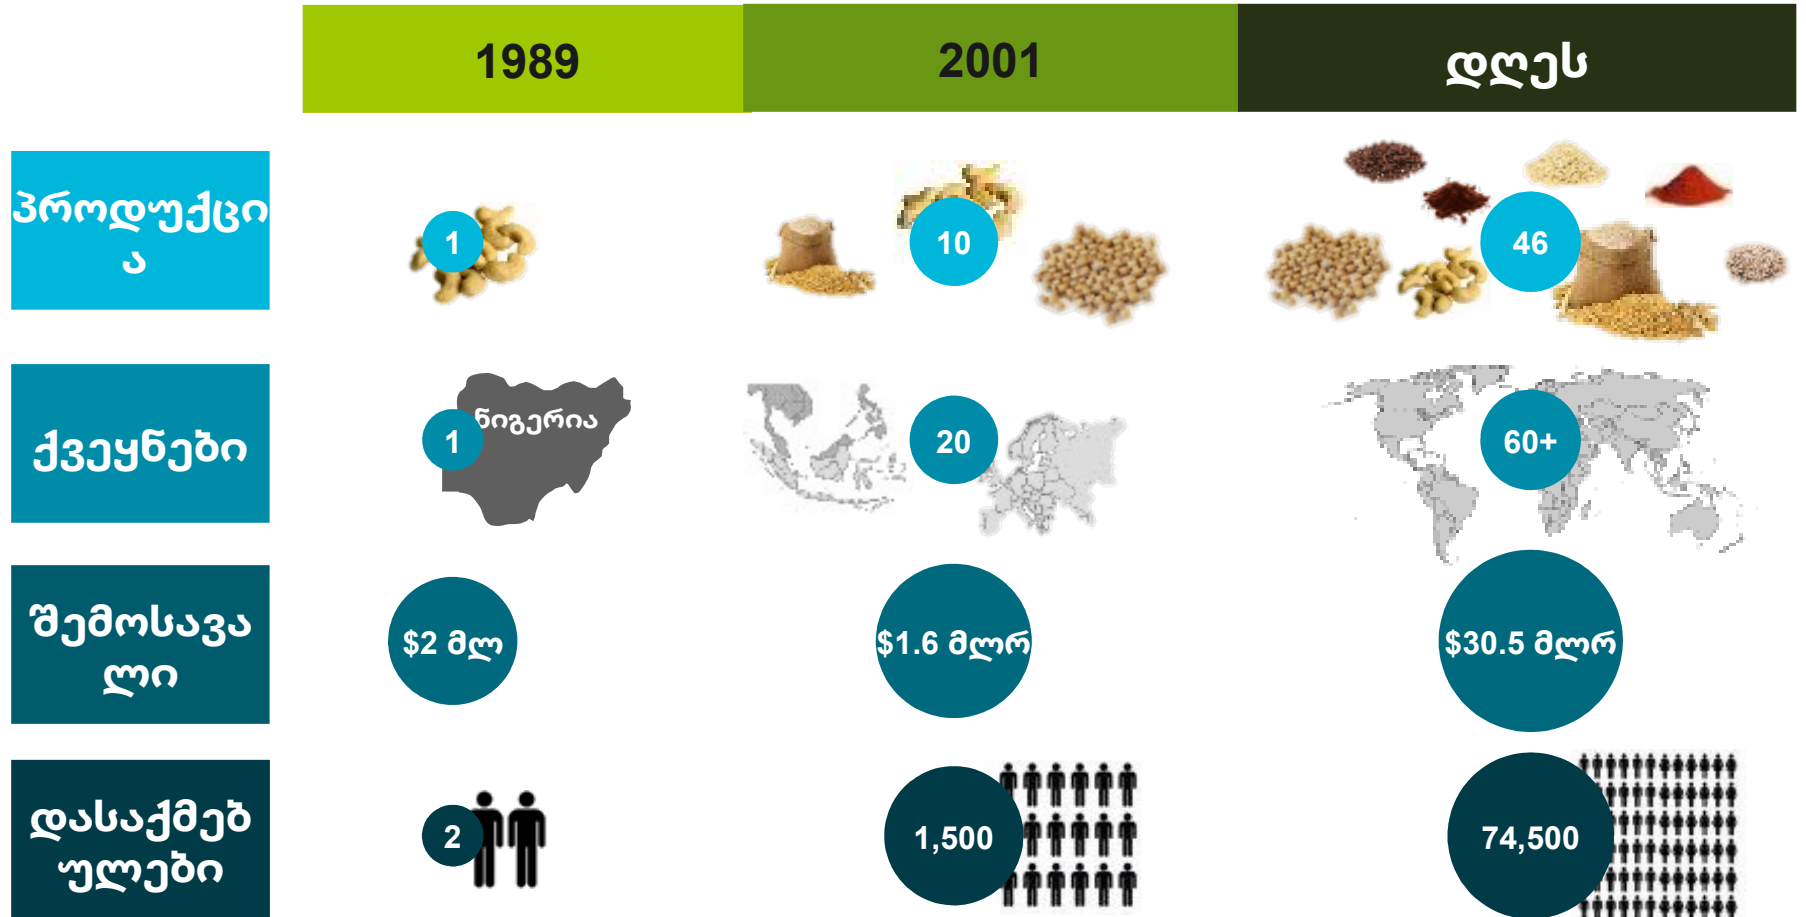 1989
2001
დღეს
პროდუქცი
ა
1
10
46
ქვეყნები
1
ნიგერია
20
60+
შემოსავა
ლი
$2 მლ
$1.6 მლრ
$30.5 მლრ
დასაქმებ
ულები
2
1,500
74,500